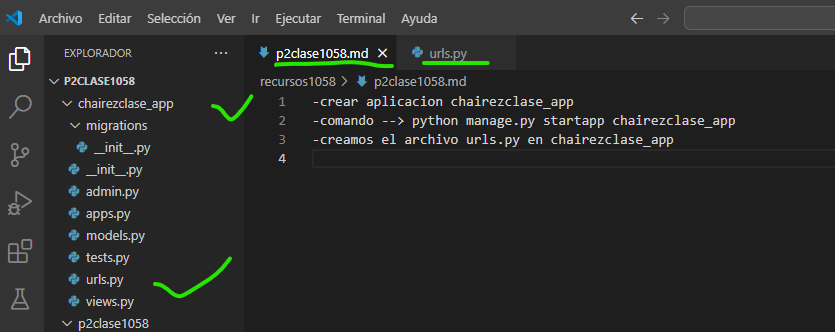 Archivo Editar Selección Ver Ir Ejecutar Terminal Ayuda
EXPLORADOR ...
p2clase1058.md urls.py
P2CLASE1058
recursos1058 > p2clase1058.md
chairezclase_app
migrations
__init__.py
__init__.py
admin.py
apps.py
models.py
tests.py
urls.py
views.py
p2clase1058
1 -crear aplicacion chairezclase_app
2 -comando --> python manage.py startapp chairezclase_app
3 -creamos el archivo urls.py en chairezclase_app
4